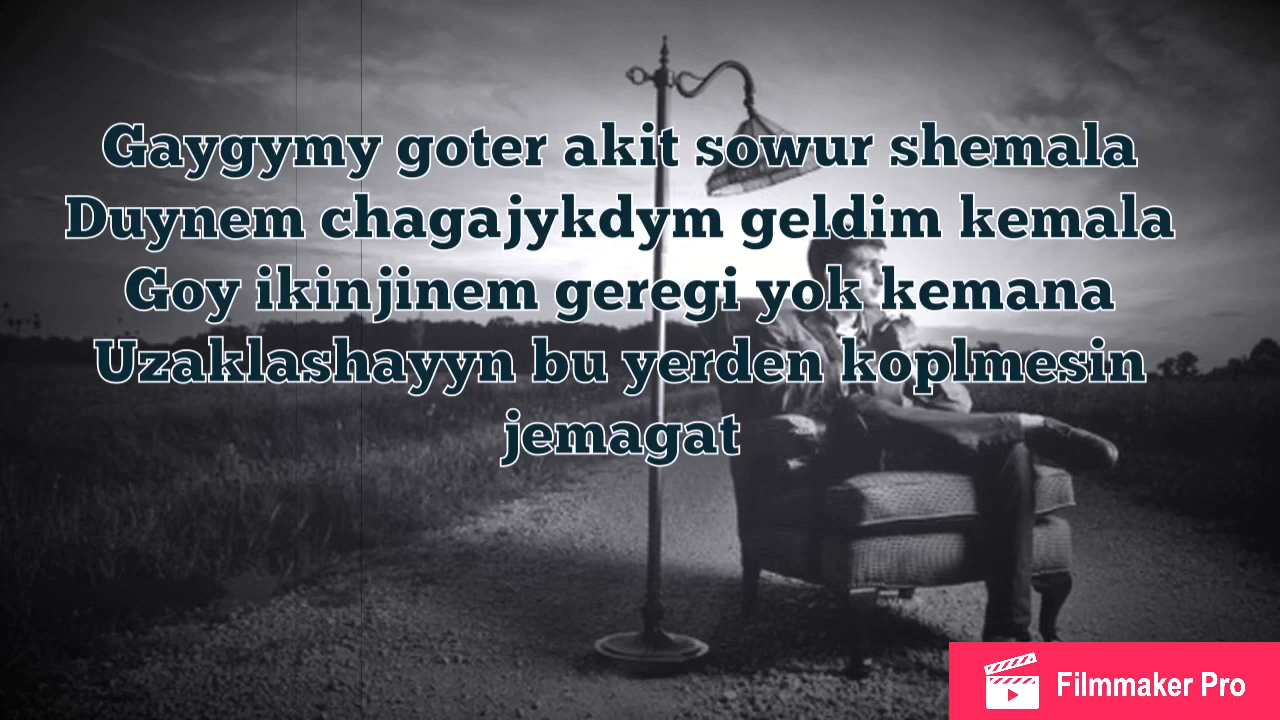 Gaygymy goter akit sowur shemala
Duynem chagajykdym geldim kemala
Goy ikinjinem geregi yok kemana
Uzaklashayyn bu yerden koplmesin
jemagat
Filmmaker Pro